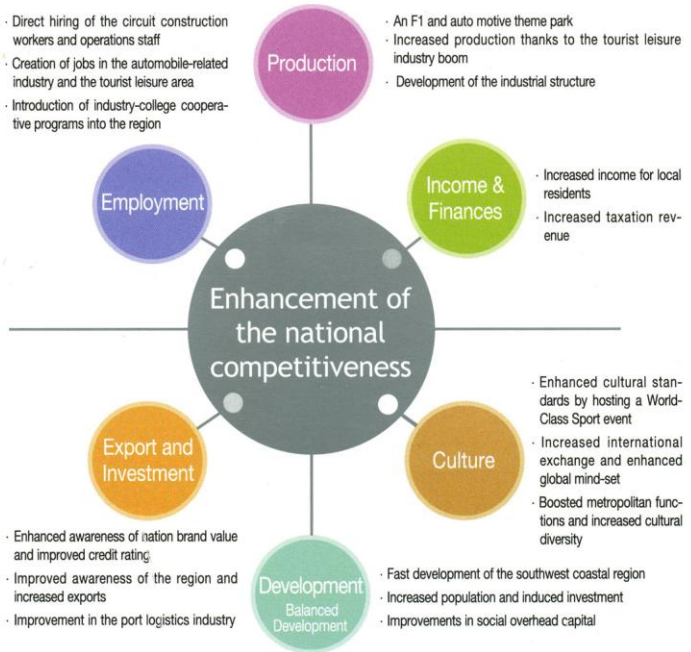 · Direct hiring of the circuit construction
workers and operations staff
· Creation of jobs in the automobile-related
industry and the tourist leisure area
· Introduction of industry-college coopera-
tive programs into the region
Employment
Production
· An F1 and auto motive theme park
· Increased production thanks to the tourist leisure
industry boom
· Development of the industrial structure
Income &
Finances
· Increased income for local
residents
· Increased taxation rev-
enue
Enhancement of
the national
competitiveness
Export and
Investment
· Enhanced awareness of nation brand value
and improved credit rating
· Improved awareness of the region and
increased exports
· Improvement in the port logistics industry
Culture
· Enhanced cultural stan-
dards by hosting a World-
Class Sport event
· Increased international
exchange and enhanced
global mind-set
· Boosted metropolitan func-
tions and increased cultural
diversity
Development
Balanced
Development
· Fast development of the southwest coastal region
· Increased population and induced investment
· Improvements in social overhead capital